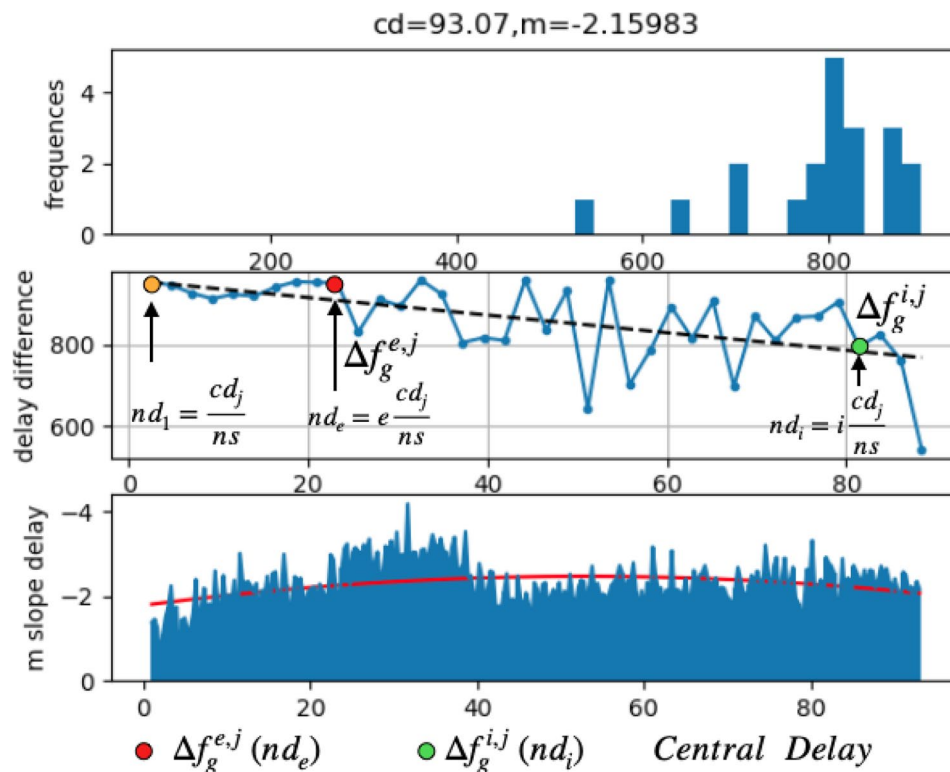 cd=93.07,m=-2.15983
frequences
4
2
0
200 400 600 800
delay difference
800
600
Δf_g^{e,j}
Δf_g^{i,j}
nd_1 = cd_j/ns
nd_e = e cd_j/ns
nd_i = i cd_j/ns
0 20 40 60 80
m slope delay
−4
−2
0
0 20 40 60 80
Δf_g^{e,j} (nd_e) Δf_g^{i,j} (nd_i) Central Delay